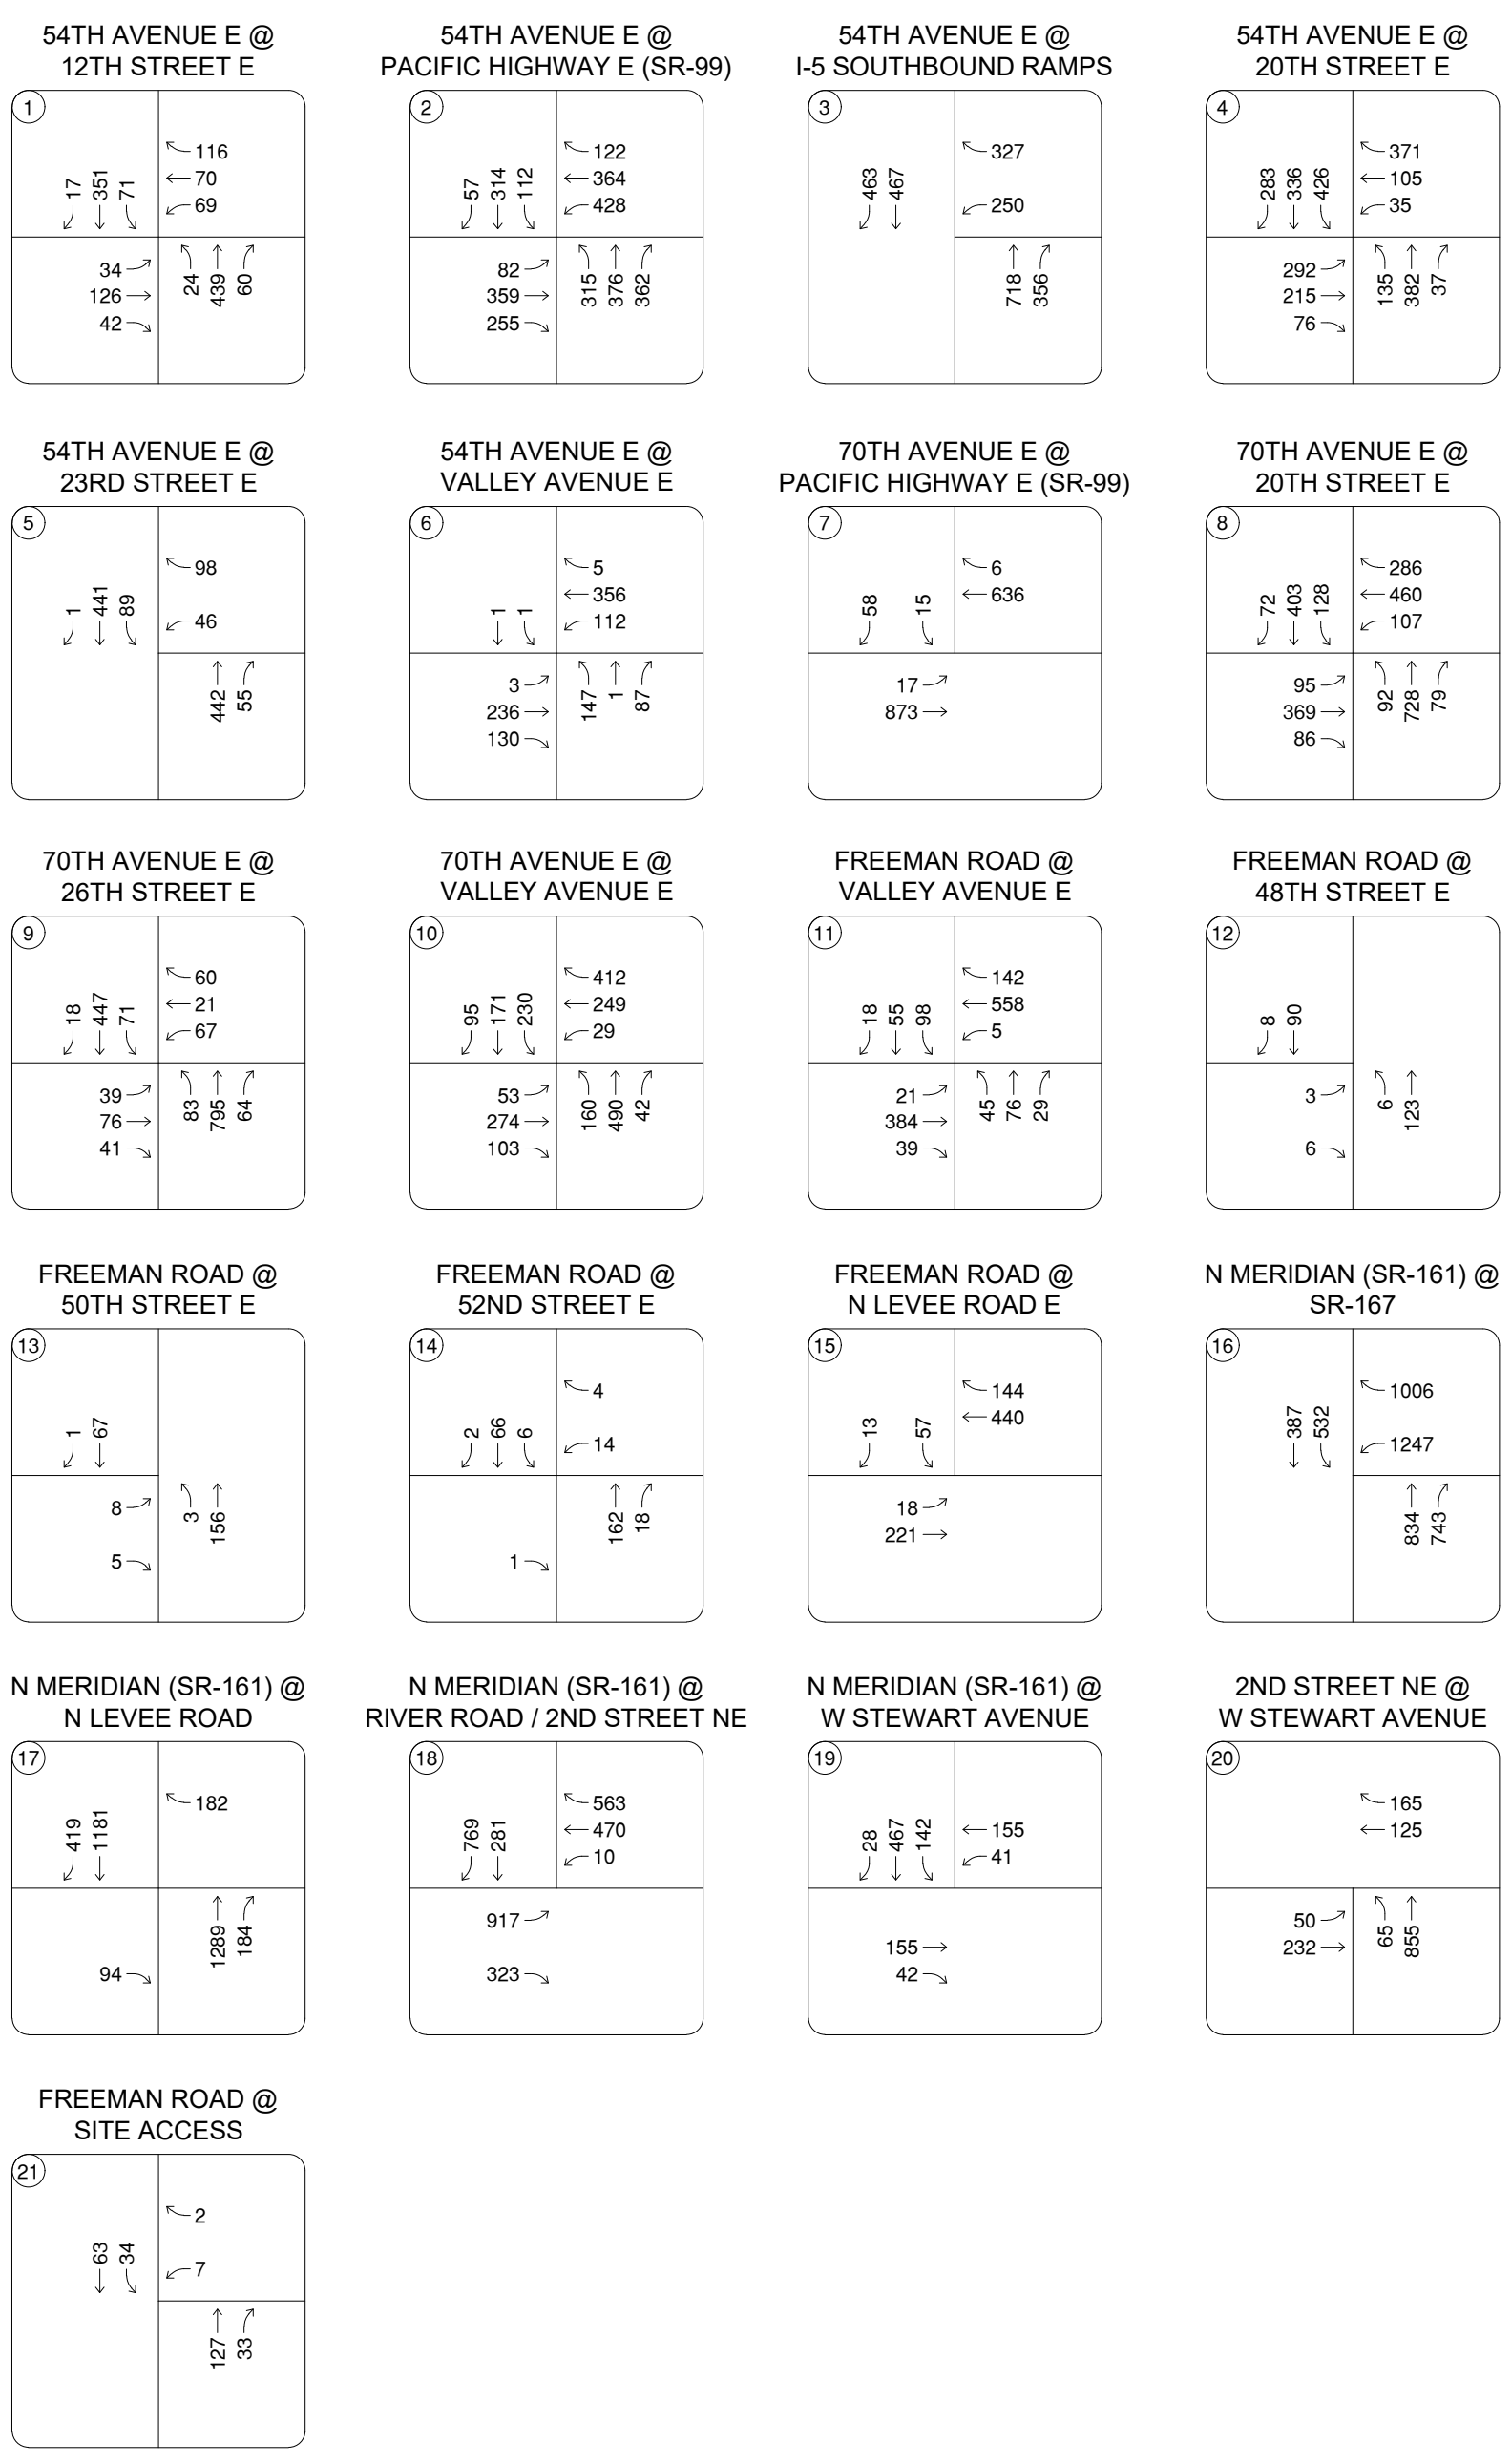 54TH AVENUE E @
12TH STREET E
1
17 351 71
116
70
69
34
126
42
24 439 60
54TH AVENUE E @
PACIFIC HIGHWAY E (SR-99)
2
57 314 112
122
364
428
82
359
255
315 376 362
54TH AVENUE E @
I-5 SOUTHBOUND RAMPS
3
463 467
327
250
718 356
54TH AVENUE E @
20TH STREET E
4
283 336 426
371
105
35
292
215
76
135 382 37
54TH AVENUE E @
23RD STREET E
5
1 441 89
98
46
442 55
54TH AVENUE E @
VALLEY AVENUE E
6
1 1
5
356
112
3
236
130
147 1 87
70TH AVENUE E @
PACIFIC HIGHWAY E (SR-99)
7
58 15
6
636
17
873
70TH AVENUE E @
20TH STREET E
8
72 403 128
286
460
107
95
369
86
92 728 79
70TH AVENUE E @
26TH STREET E
9
18 447 71
60
21
67
39
76
41
83 795 64
70TH AVENUE E @
VALLEY AVENUE E
10
95 171 230
412
249
29
53
274
103
160 490 42
FREEMAN ROAD @
VALLEY AVENUE E
11
18 55 98
142
558
5
21
384
39
45 76 29
FREEMAN ROAD @
48TH STREET E
12
8 90
3
6
6 123
FREEMAN ROAD @
50TH STREET E
13
1 67
8
5
3 156
FREEMAN ROAD @
52ND STREET E
14
2 66 6
4
14
1
162 18
FREEMAN ROAD @
N LEVEE ROAD E
15
13 57
144
440
18
221
N MERIDIAN (SR-161) @
SR-167
16
387 532
1006
1247
834 743
N MERIDIAN (SR-161) @
N LEVEE ROAD
17
419 1181
182
94
1289 184
N MERIDIAN (SR-161) @
RIVER ROAD / 2ND STREET NE
18
769 281
563
470
10
917
323
N MERIDIAN (SR-161) @
W STEWART AVENUE
19
28 467 142
155
41
155
42
2ND STREET NE @
W STEWART AVENUE
20
165
125
50
232
65 855
FREEMAN ROAD @
SITE ACCESS
21
63 34
2
7
127 33